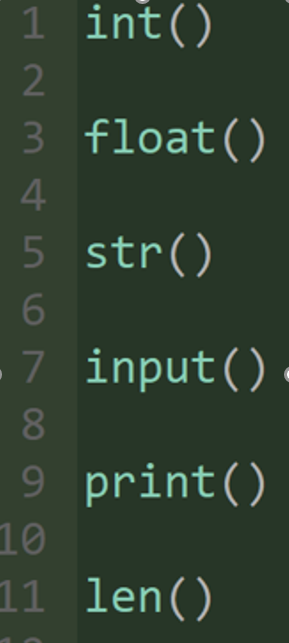 1 int()
2
3 float()
4
5 str()
6
7 input()
8
9 print()
10
11 len()